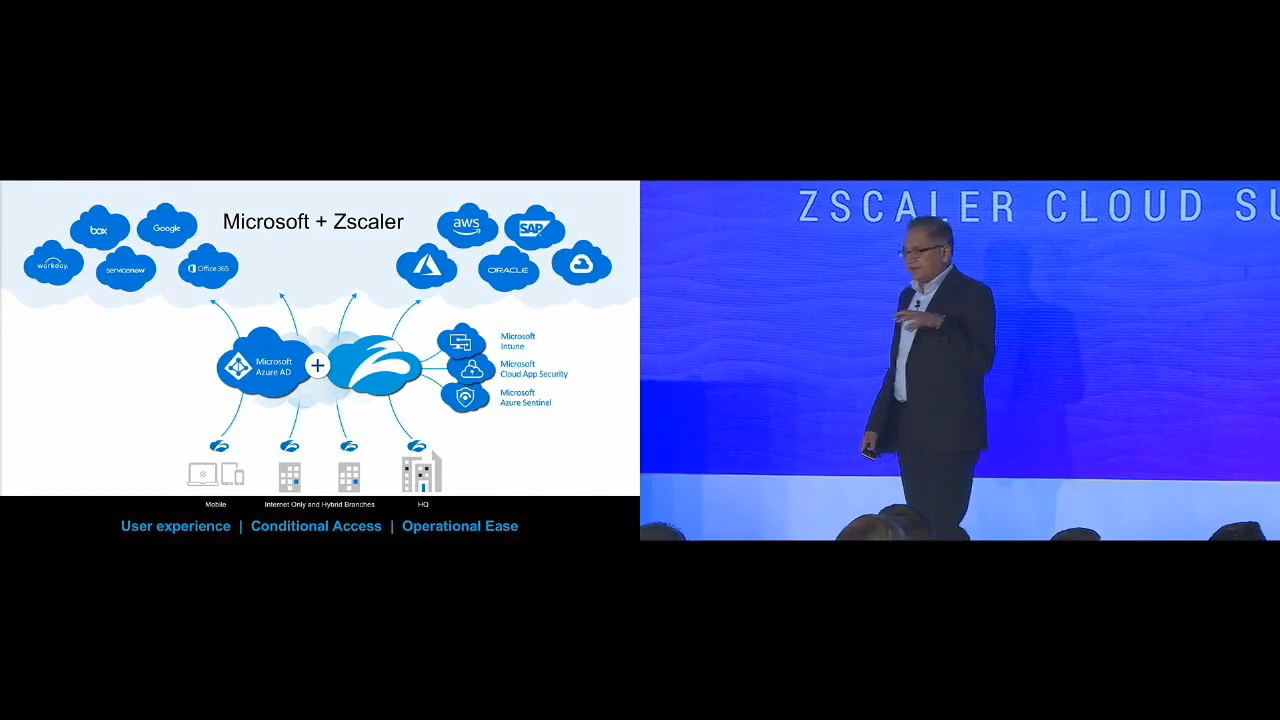 Microsoft + Zscaler
box
Google
workday.
servicenow
Office 365
aws
SAP
ORACLE
Microsoft
Azure AD
+
Microsoft
Intune
Microsoft
Cloud App Security
Microsoft
Azure Sentinel
Mobile
Internet Only and Hybrid Branches
HQ
User experience | Conditional Access | Operational Ease
ZSCALER CLOUD SU